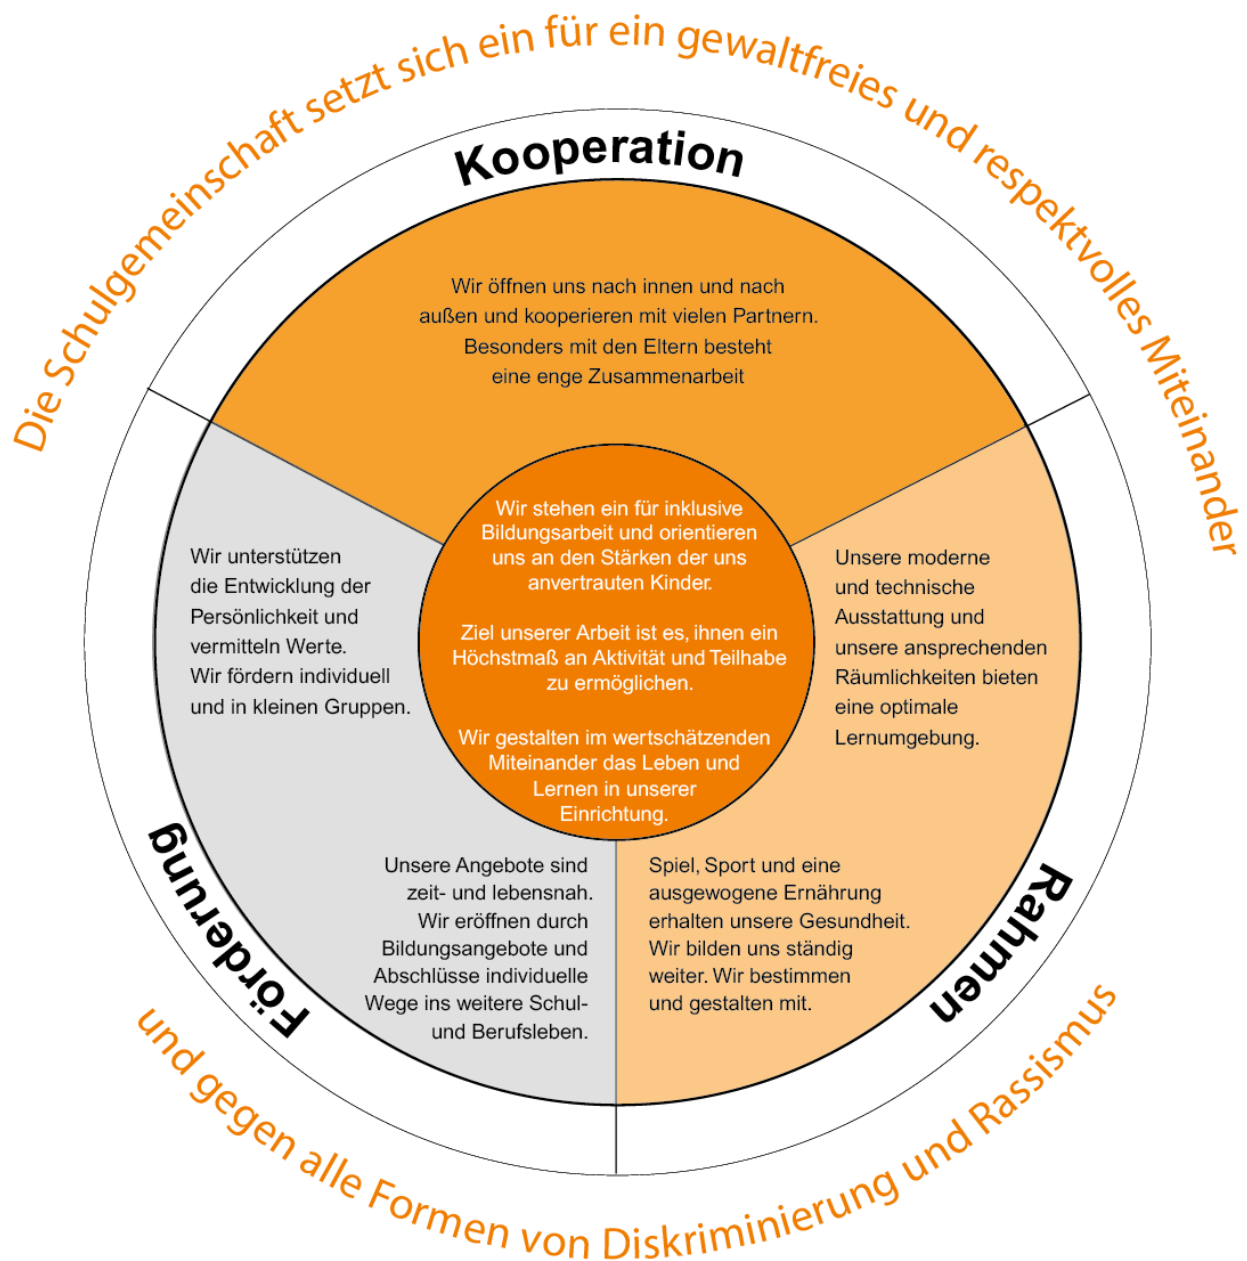 Die Schulgemeinschaft setzt sich ein für ein gewaltfreies und respektvolles Miteinander
Kooperation
Wir öffnen uns nach innen und nach
außen und kooperieren mit vielen Partnern.
Besonders mit den Eltern besteht
eine enge Zusammenarbeit
Wir stehen ein für inklusive
Bildungsarbeit und orientieren
uns an den Stärken der uns
anvertrauten Kinder.
Ziel unserer Arbeit ist es, ihnen ein
Höchstmaß an Aktivität und Teilhabe
zu ermöglichen.
Wir gestalten im wertschätzenden
Miteinander das Leben und
Lernen in unserer
Einrichtung.
Wir unterstützen
die Entwicklung der
Persönlichkeit und
vermitteln Werte.
Wir fördern individuell
und in kleinen Gruppen.
Unsere Angebote sind
zeit- und lebensnah.
Wir eröffnen durch
Bildungsangebote und
Abschlüsse individuelle
Wege ins weitere Schul-
und Berufsleben.
Förderung
Unsere moderne
und technische
Ausstattung und
unsere ansprechenden
Räumlichkeiten bieten
eine optimale
Lernumgebung.
Spiel, Sport und eine
ausgewogene Ernährung
erhalten unsere Gesundheit.
Wir bilden uns ständig
weiter. Wir bestimmen
und gestalten mit.
Rahmen
und gegen alle Formen von Diskriminierung und Rassismus